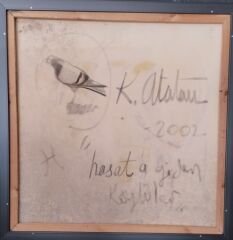 K. Atatan
2002
hasat a giden
Köylüler